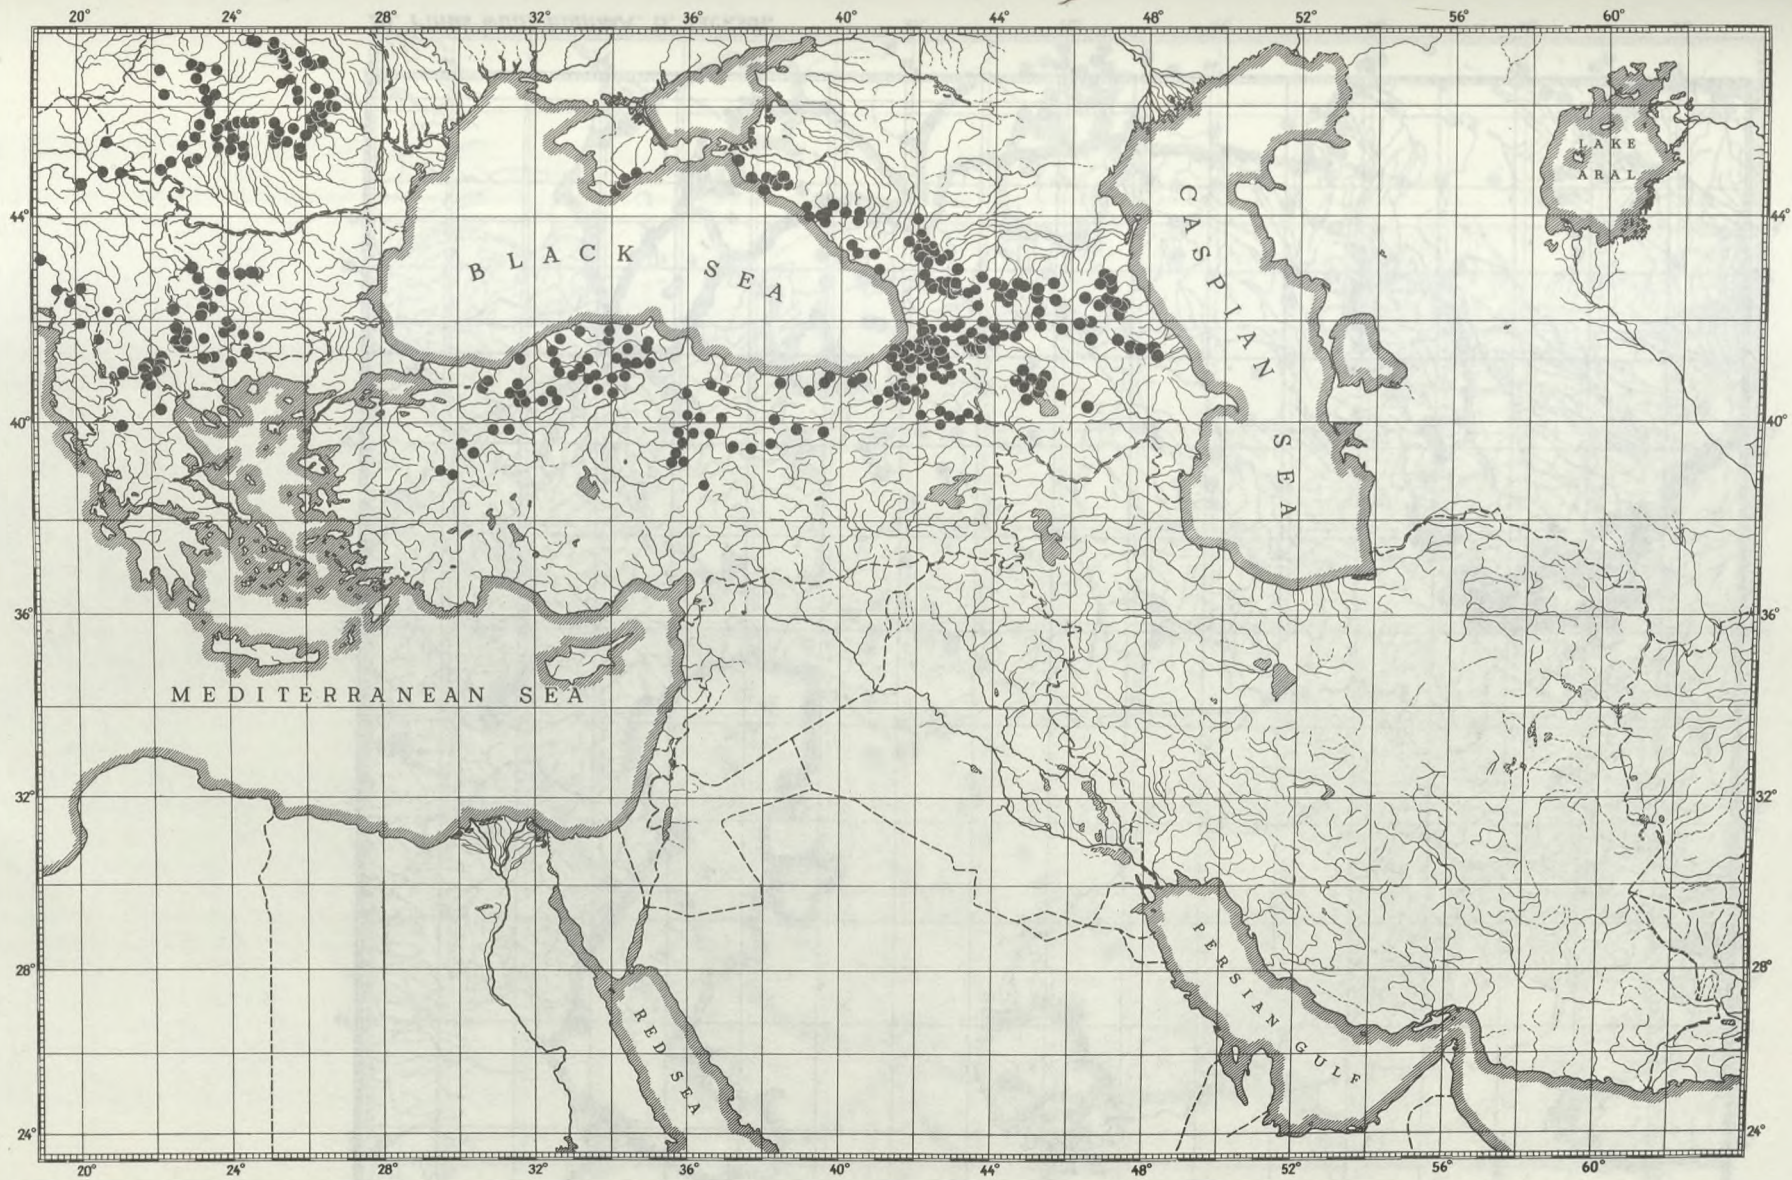 20° 24° 28° 32° 36° 40° 44° 48° 52° 56° 60°
LAKE
ARAL
44° 44°
CASPIAN SEA
BLACK SEA
40° 40°
36° 36°
MEDITERRANEAN SEA
32° 32°
PERSIAN GULF
28° 28°
RED SEA
24° 24°
20° 24° 28° 32° 36° 40° 44° 48° 52° 56° 60°